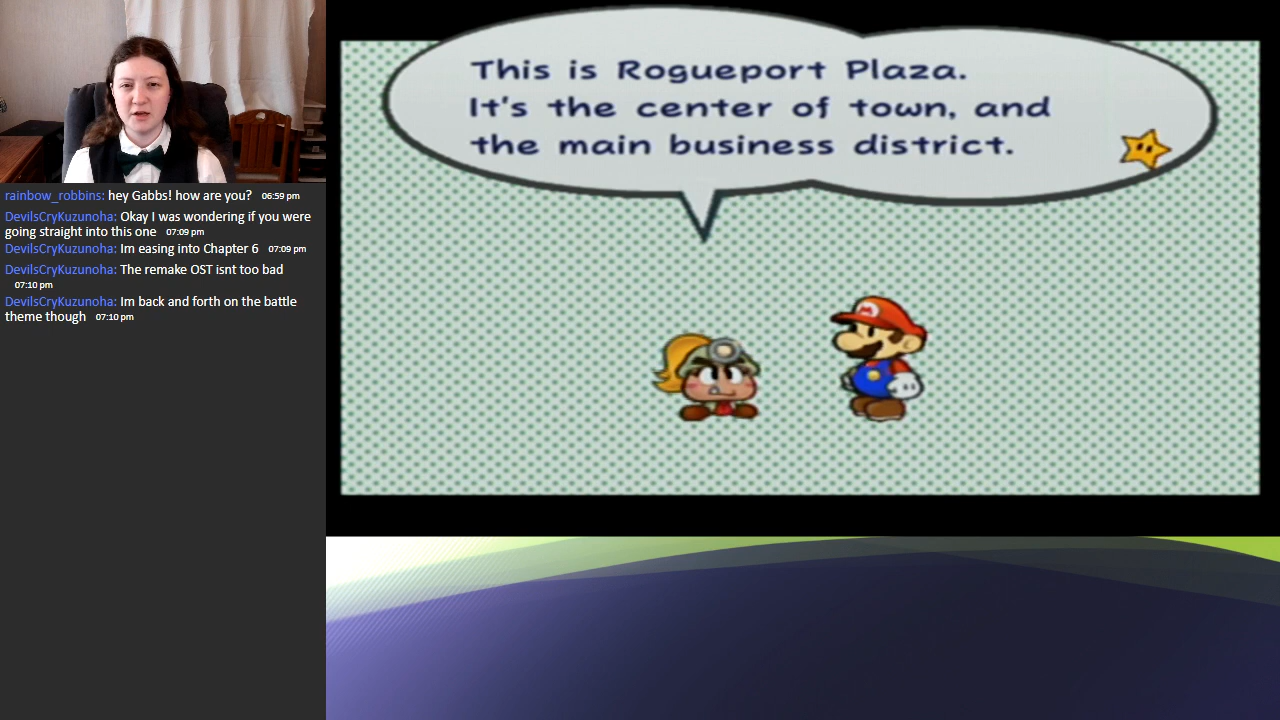 This is Rogueport Plaza.
It's the center of town, and
the main business district.
rainbow_robbins: hey Gabbs! how are you? 06:59 pm
DevilsCryKuzunoha: Okay I was wondering if you were
going straight into this one 07:09 pm
DevilsCryKuzunoha: Im easing into Chapter 6 07:09 pm
DevilsCryKuzunoha: The remake OST isnt too bad
07:10 pm
DevilsCryKuzunoha: Im back and forth on the battle
theme though 07:10 pm